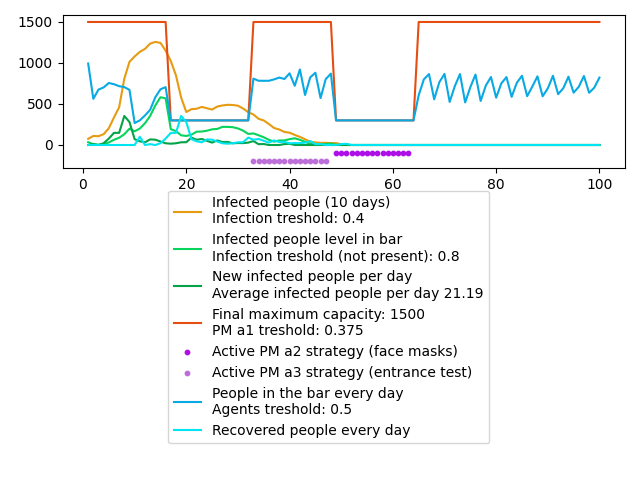 1500
1000
500
0
0 20 40 60 80 100
Infected people (10 days)
Infection treshold: 0.4
Infected people level in bar
Infection treshold (not present): 0.8
New infected people per day
Average infected people per day 21.19
Final maximum capacity: 1500
PM a1 treshold: 0.375
Active PM a2 strategy (face masks)
Active PM a3 strategy (entrance test)
People in the bar every day
Agents treshold: 0.5
Recovered people every day